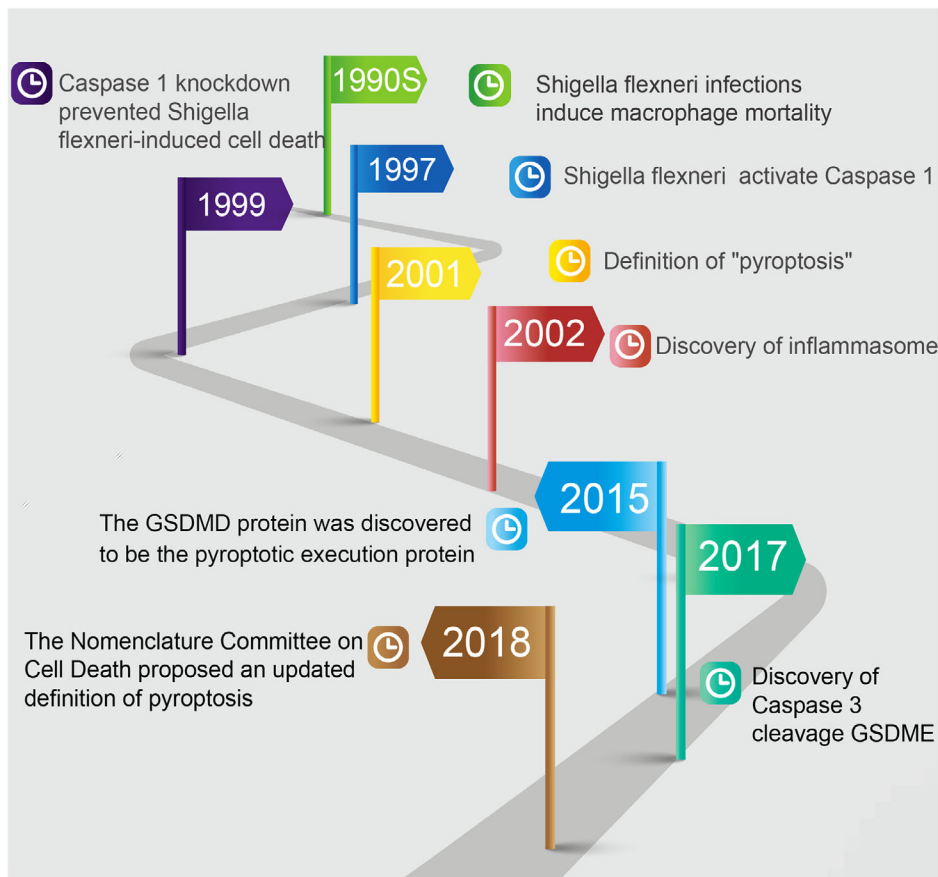 1990S
Shigella flexneri infections
induce macrophage mortality
Caspase 1 knockdown
prevented Shigella
flexneri-induced cell death
1997
Shigella flexneri  activate Caspase 1
1999
2001
Definition of "pyroptosis"
2002
Discovery of inflammasome
2015
The GSDMD protein was discovered
to be the pyroptotic execution protein
2017
Discovery of
Caspase 3
cleavage GSDME
2018
The Nomenclature Committee on
Cell Death proposed an updated
definition of pyroptosis